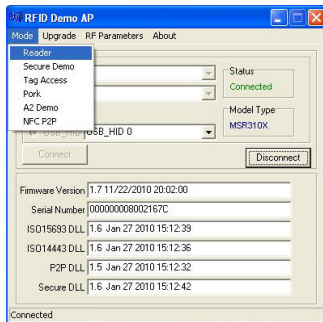 RFID Demo AP
Mode Upgrade RF Parameters About
Reader
Secure Demo
Tag Access
Pork
A2 Demo
NFC P2P
Status
Connected
Model Type
MSR310X
USB_HID USB_HID 0
Connect
Disconnect
Firmware Version 1.7 11/22/2010 20:02:00
Serial Number 000000008002167C
ISO15693 DLL 1.6 Jan 27 2010 15:12:39
ISO14443 DLL 1.6 Jan 27 2010 15:12:36
P2P DLL 1.5 Jan 27 2010 15:12:32
Secure DLL 1.6 Jan 27 2010 15:12:42
Connected